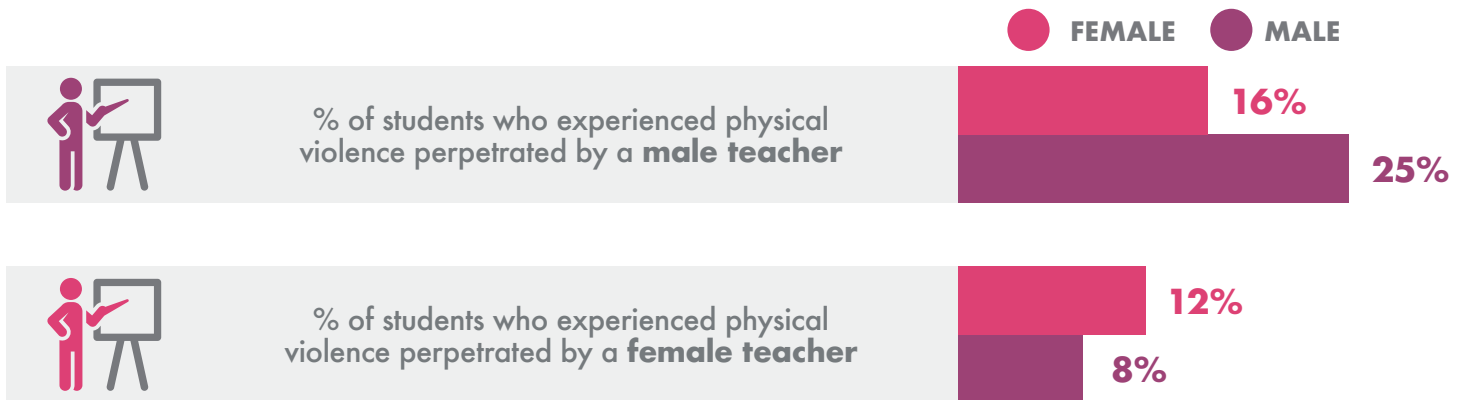 FEMALE MALE
% of students who experienced physical
violence perpetrated by a male teacher
16%
25%
% of students who experienced physical
violence perpetrated by a female teacher
12%
8%